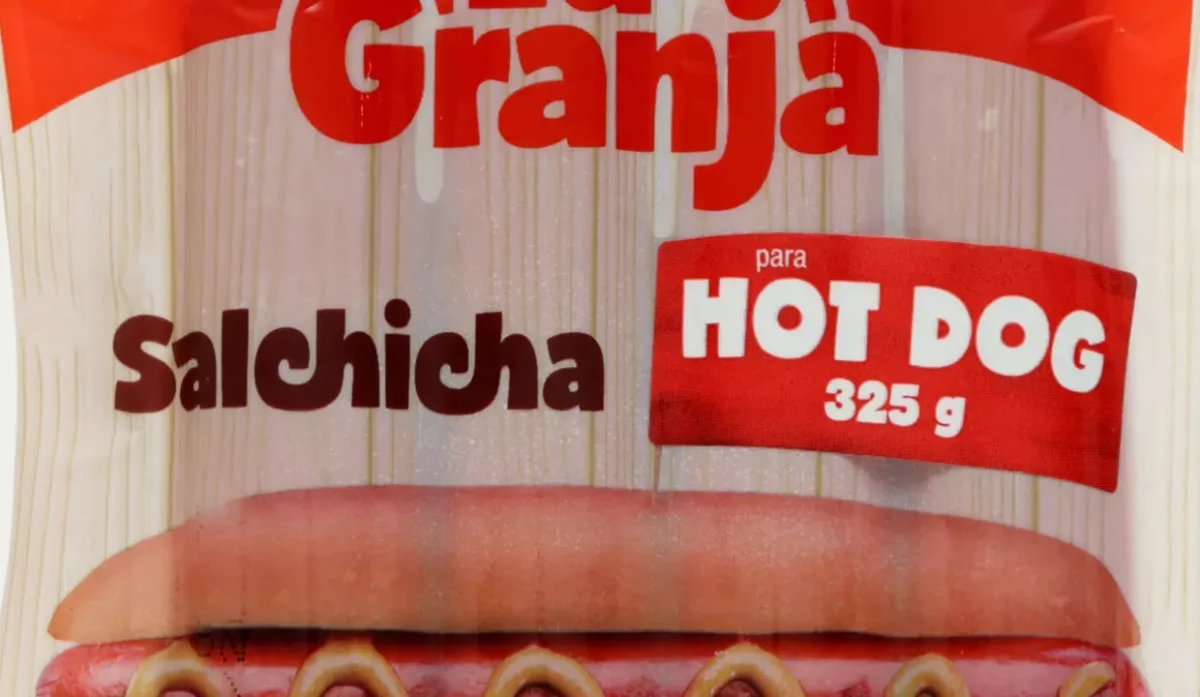 Granja
Salchicha
para
HOT DOG
325 g